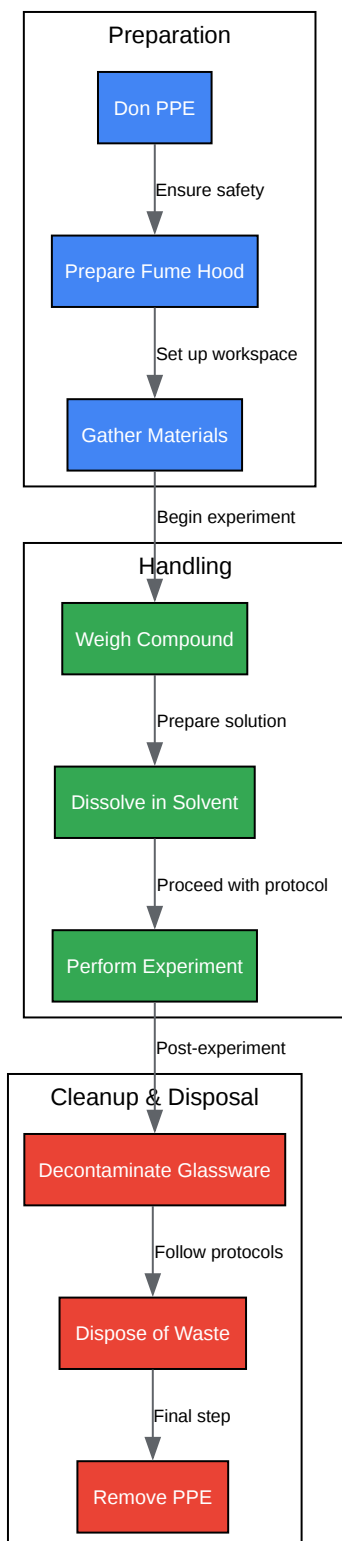 Preparation
Don PPE
Ensure safety
Prepare Fume Hood
Set up workspace
Gather Materials
Begin experiment
Handling
Weigh Compound
Prepare solution
Dissolve in Solvent
Proceed with protocol
Perform Experiment
Post-experiment
Cleanup & Disposal
Decontaminate Glassware
Follow protocols
Dispose of Waste
Final step
Remove PPE